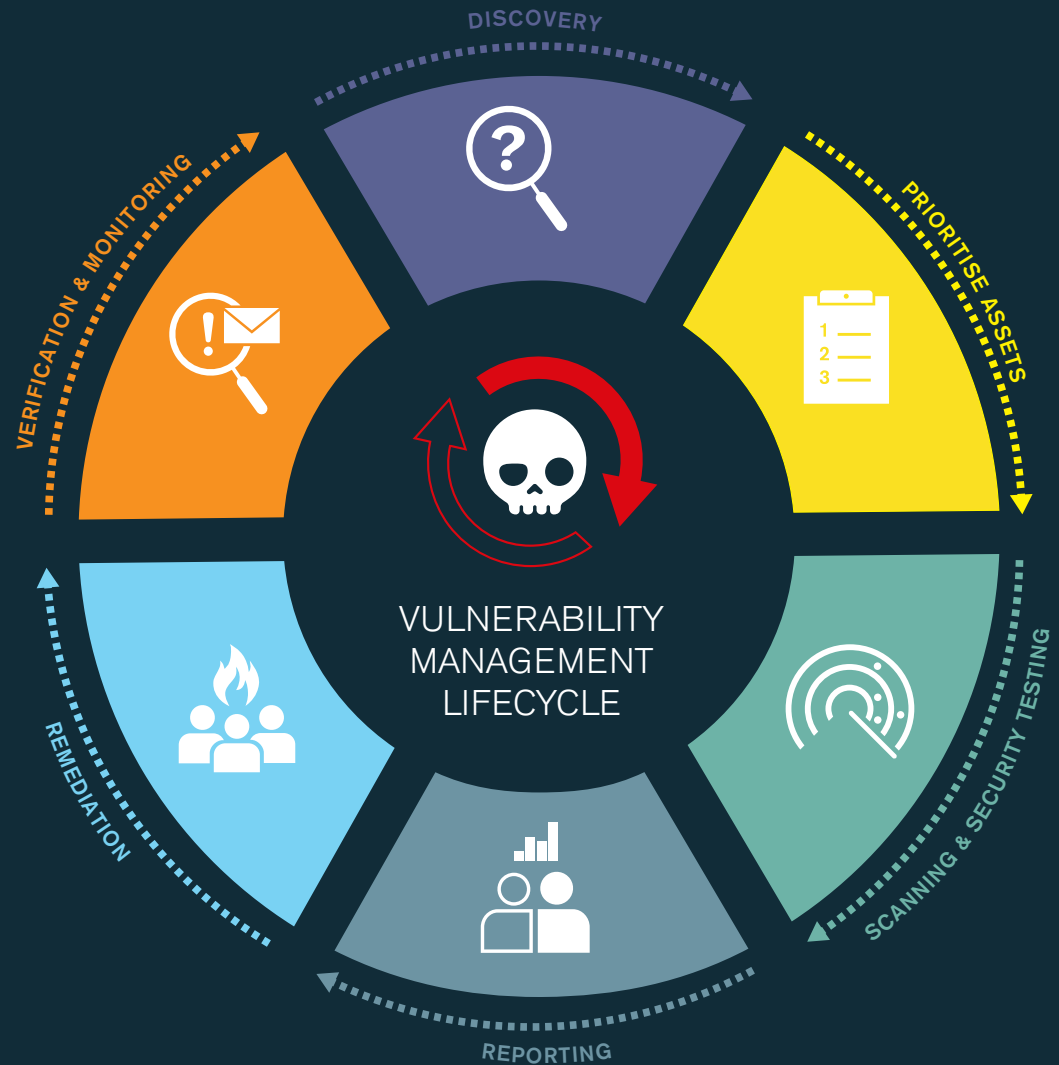 DISCOVERY
PRIORITISE ASSETS
SCANNING & SECURITY TESTING
REPORTING
REMEDIATION
VERIFICATION & MONITORING
?
1
2
3
!
VULNERABILITY
MANAGEMENT
LIFECYCLE